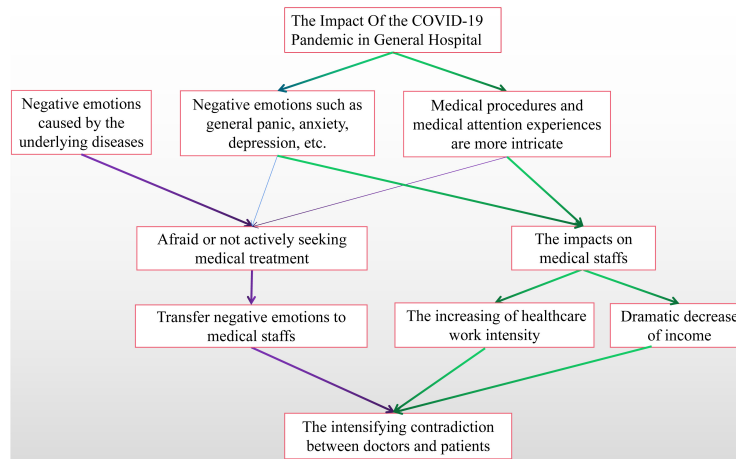 The Impact Of the COVID-19
Pandemic in General Hospital
Negative emotions
caused by the
underlying diseases
Negative emotions such as
general panic, anxiety,
depression, etc.
Medical procedures and
medical attention experiences
are more intricate
Afraid or not actively seeking
medical treatment
The impacts on
medical staffs
Transfer negative emotions to
medical staffs
The increasing of healthcare
work intensity
Dramatic decrease
of income
The intensifying contradiction
between doctors and patients